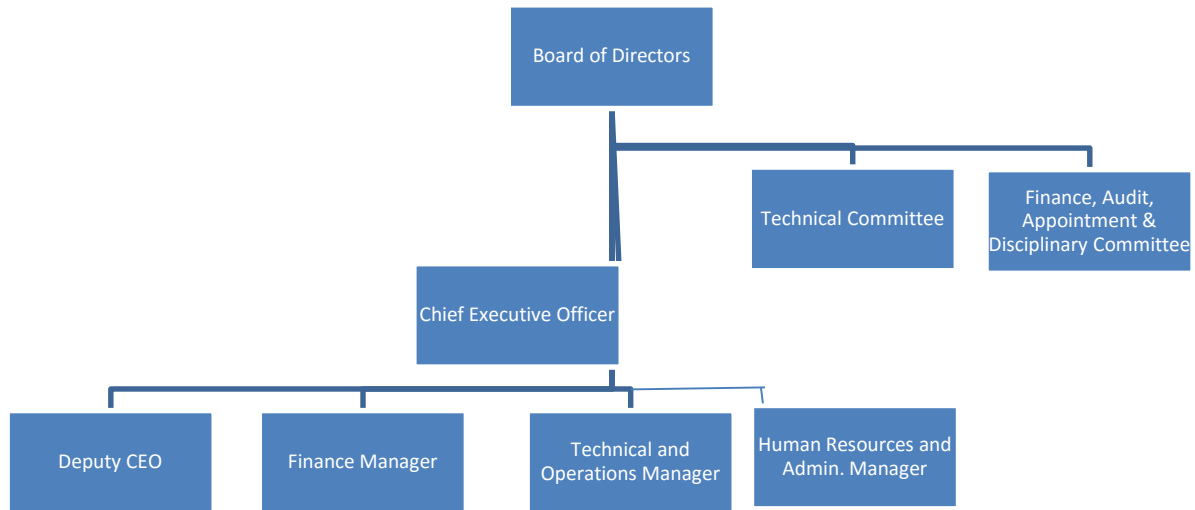 Board of Directors
Technical Committee
Finance, Audit,
Appointment &
Disciplinary Committee
Chief Executive Officer
Deputy CEO
Finance Manager
Technical and
Operations Manager
Human Resources and
Admin. Manager